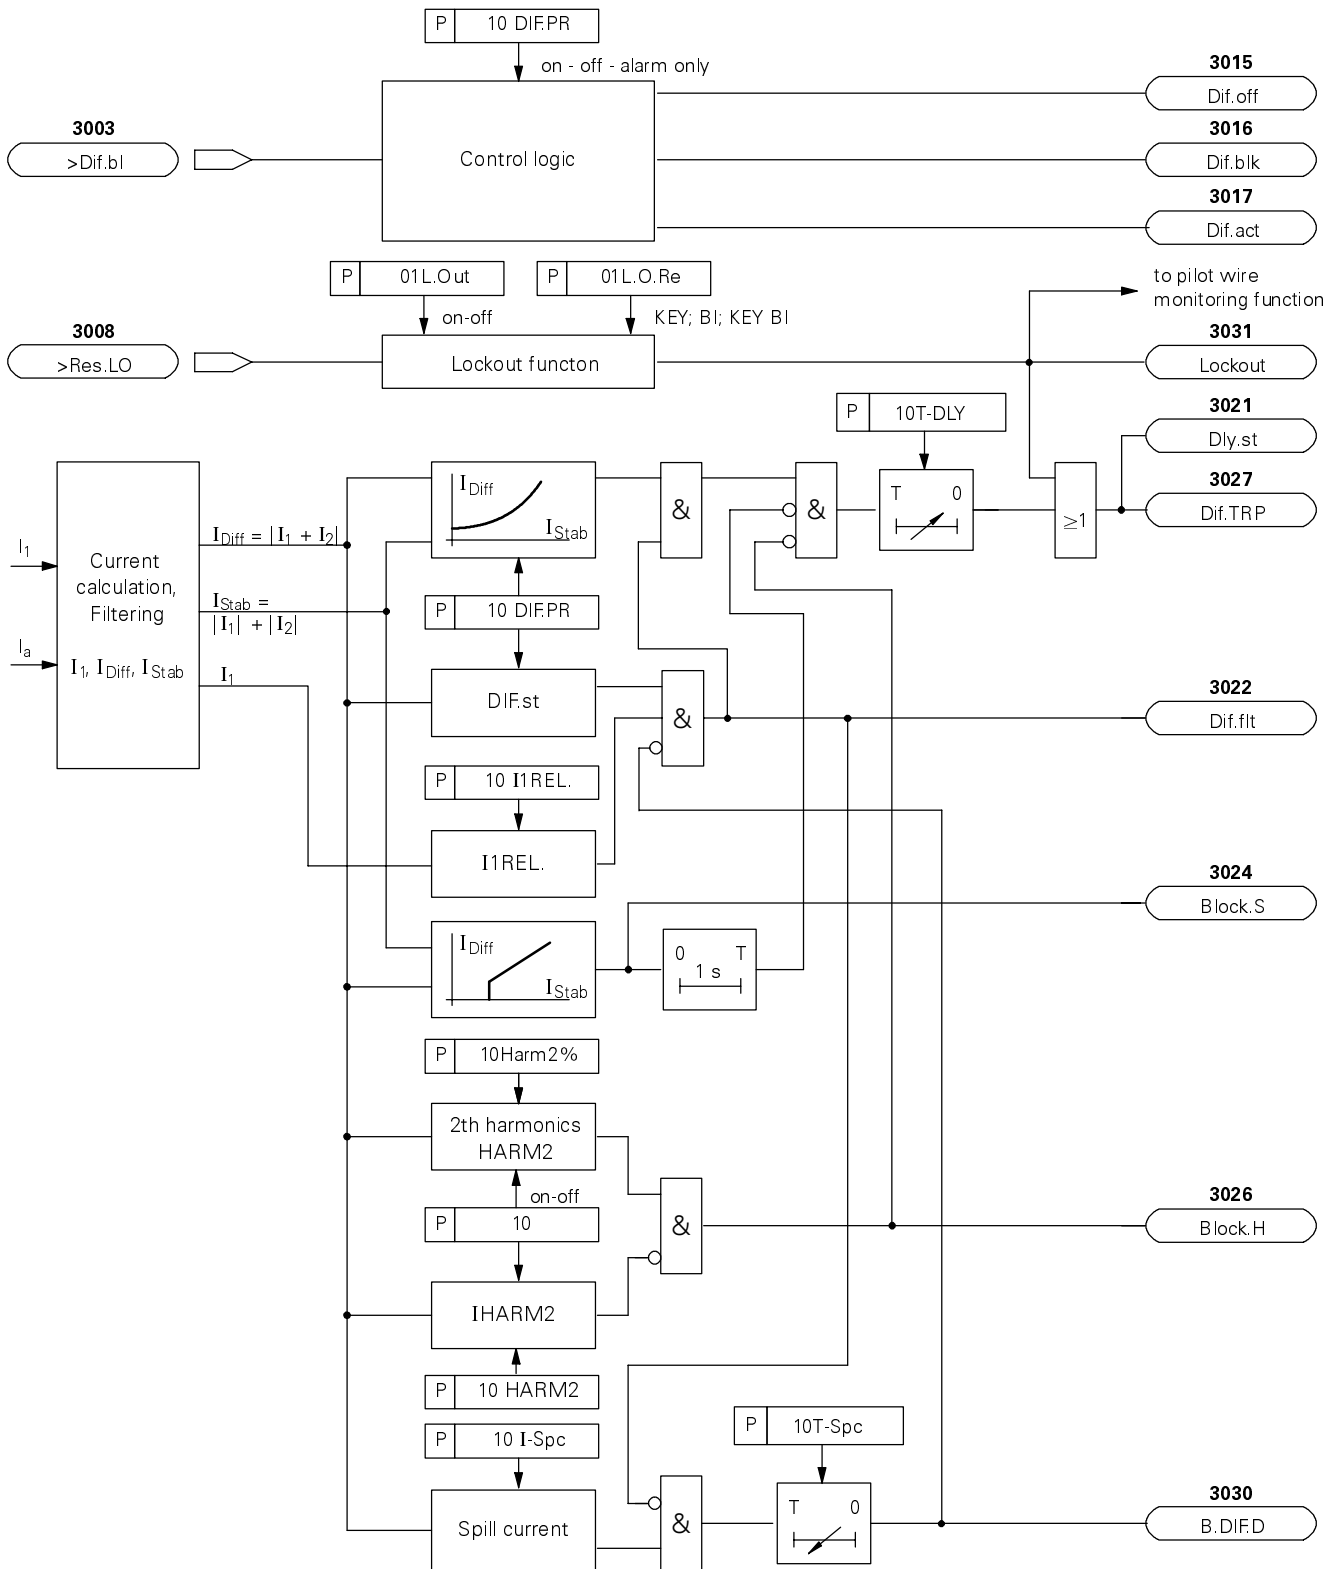 P 10 DIF.PR
on - off - alarm only
3015
Dif.off
3003
>Dif.bl
Control logic
3016
Dif.blk
3017
Dif.act
P 01L.Out
P 01L.O.Re
to pilot wire
monitoring function
on-off
KEY; BI; KEY BI
3008
>Res.LO
Lockout functon
3031
Lockout
P 10T-DLY
3021
Dly.st
I1
Ia
Current
calculation,
Filtering
I1, IDiff, IStab
IDiff = |I1 + I2|
IStab =
|I1| + |I2|
I1
IDiff
IStab
&
&
T 0
≥1
3027
Dif.TRP
P 10 DIF.PR
DIF.st
&
3022
Dif.flt
P 10 I1REL.
I1REL.
3024
Block.S
IDiff
IStab
0 T
1 s
P 10Harm2%
2th harmonics
HARM2
on-off
P 10
&
3026
Block.H
IHARM2
P 10 HARM2
P 10 I-Spc
P 10T-Spc
Spill current
&
T 0
3030
B.DIF.D